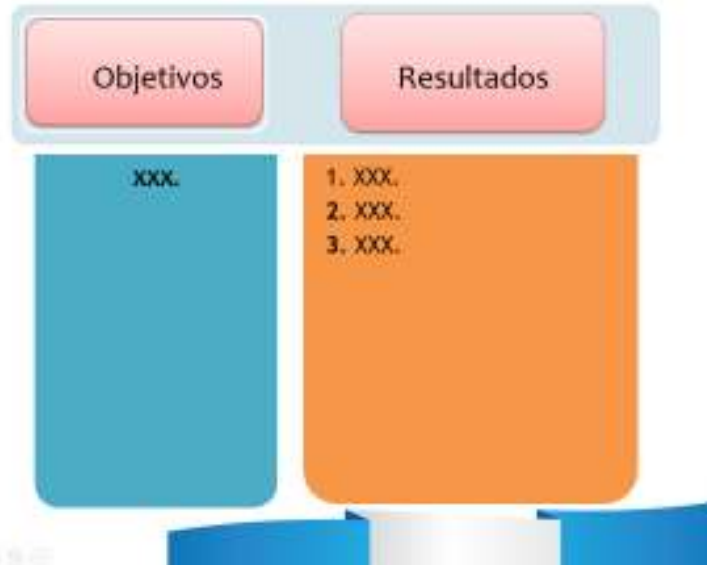 Objetivos
Resultados
XXX.
1. XXX.
2. XXX.
3. XXX.